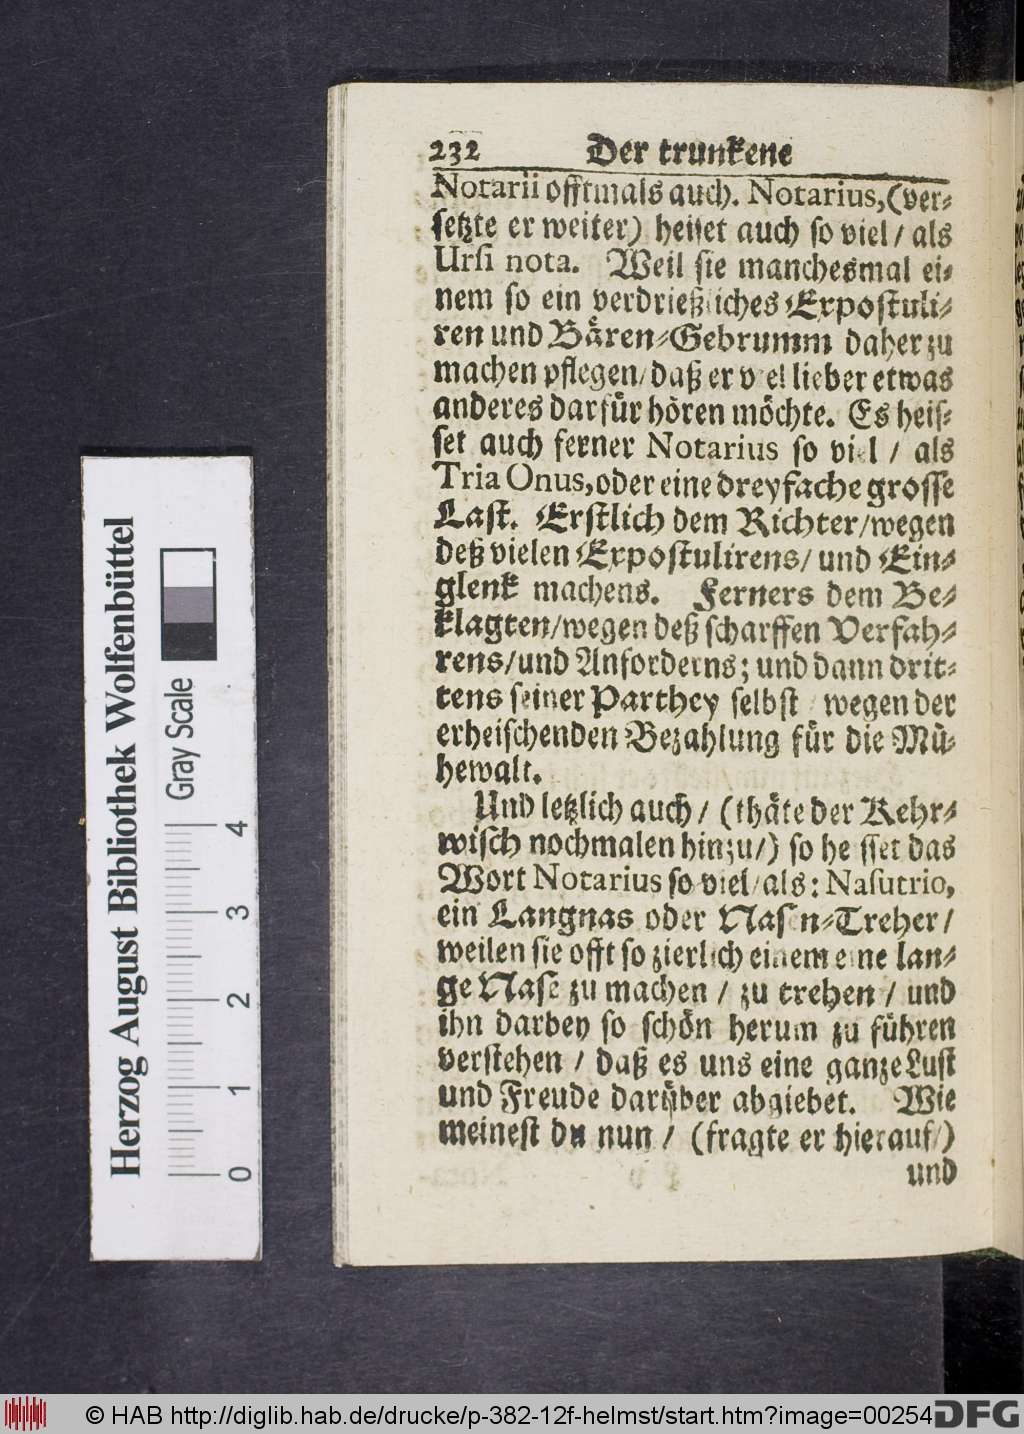 232 Der trunkene
Notarii offtmals auch. Notarius, (ver-
setzte er weiter) heisset auch so viel / als
Ursi nota. Weil sie manchesmal ei-
nem so ein verdrießliches Expostuli-
ren und Bären-Gebrumm daher zu
machen pflegen / daß er viel lieber etwas
anderes darfür hören möchte. Es heis-
set auch ferner Notarius so viel / als
Tria Onus, oder eine dreyfache grosse
Last. Erstlich dem Richter / wegen
deß vielen Expostulirens / und Ein-
glenk machens. Ferners dem Be-
klagten / wegen deß scharffen Verfah-
rens / und Anforderns; und dann drit-
tens seiner Parthey selbst / wegen der
erheischenden Bezahlung für die Mü-
hewalt.
Und letzlich auch / (thäte der Kehr-
wisch nochmalen hinzu /) so heisset das
Wort Notarius so viel / als: Nasutrio,
ein Langnas oder Nasen-Treher /
weilen sie offt so zierlich einem eine lan-
ge Nase zu machen / zu trehen / und
ihn darbey so schön herum zu führen
verstehen / daß es uns eine ganze Lust
und Freude darüber abgiebet. Wie
meinest du nun / (fragte er hierauf /)
und
Herzog August Bibliothek Wolfenbüttel
Gray Scale
0 1 2 3 4
© HAB http://diglib.hab.de/drucke/p-382-12f-helmst/start.htm?image=00254
DFG